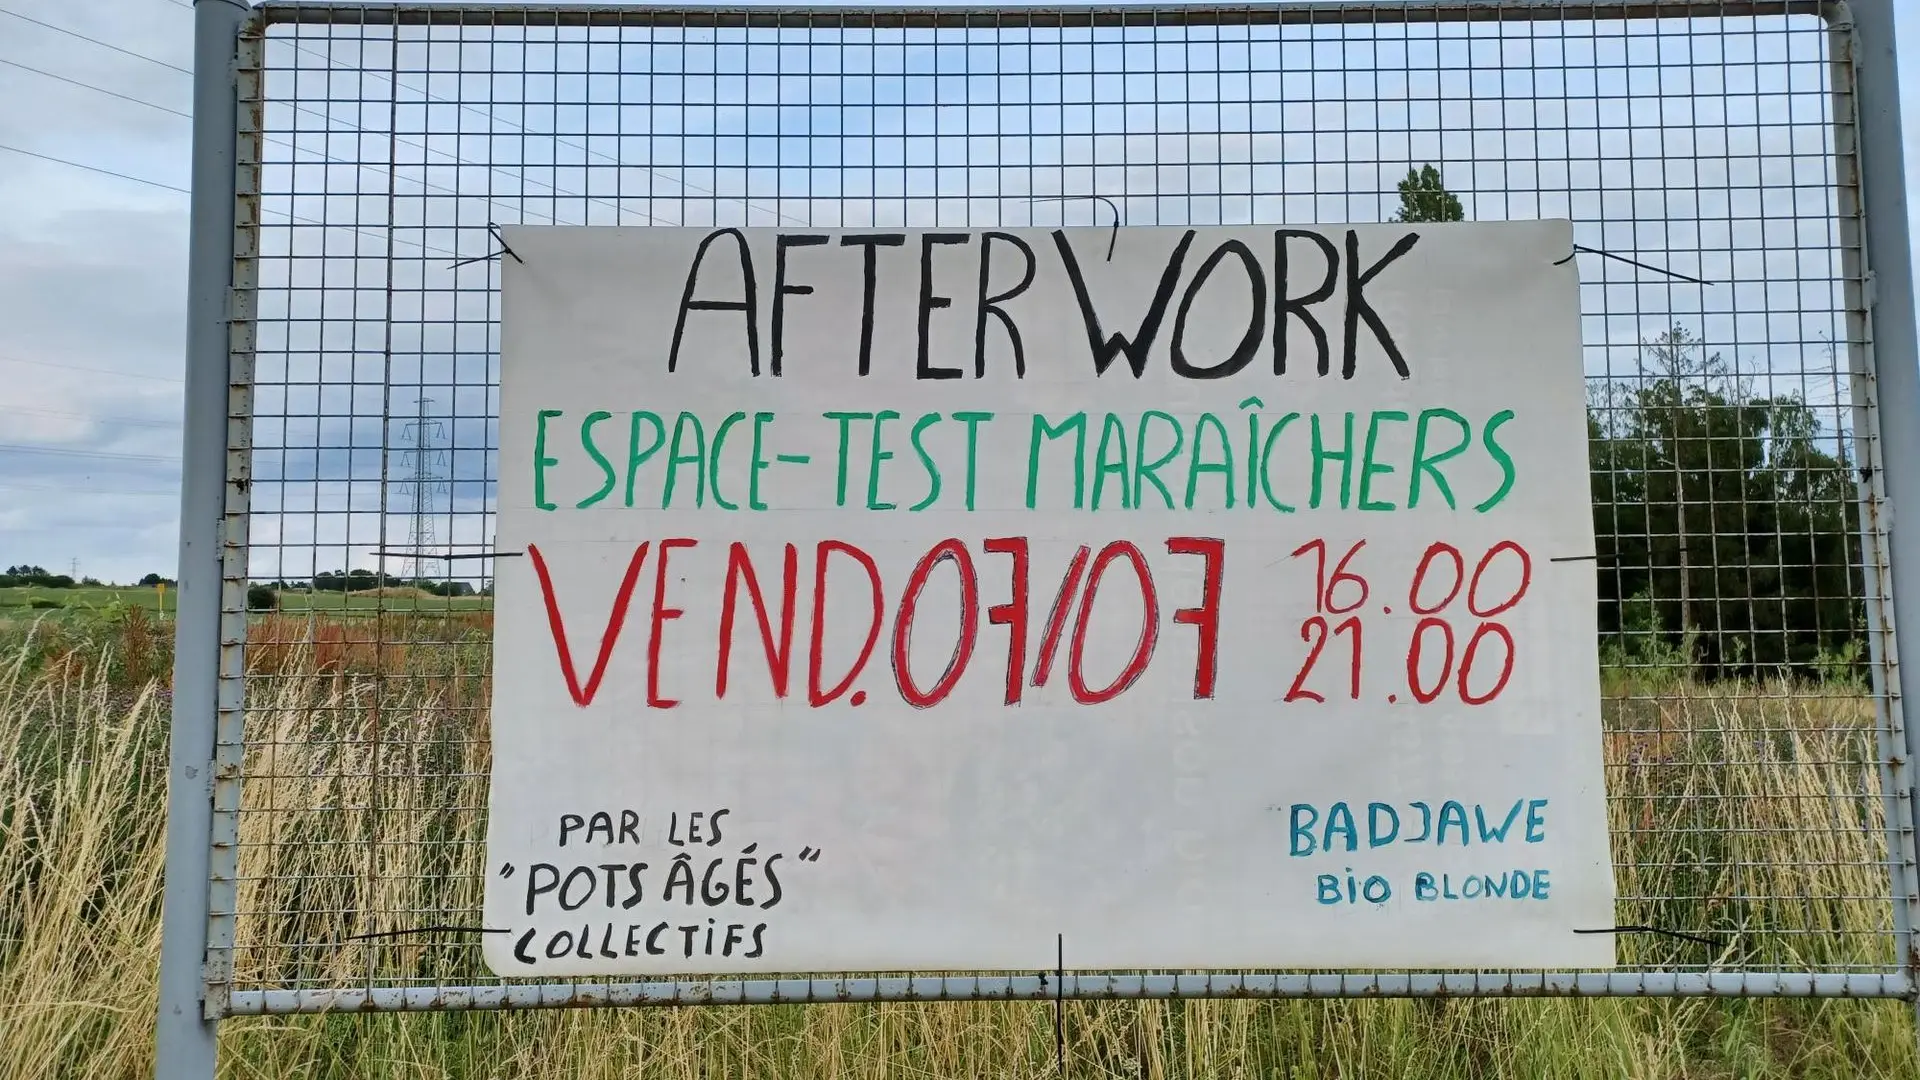 AFTERWORK
ESPACE-TEST MARAÎCHERS
VEND.07/07 16.00
21.00
PAR LES
"POTS ÂGÉS"
COLLECTIFS
BADJAWE
BIO BLONDE